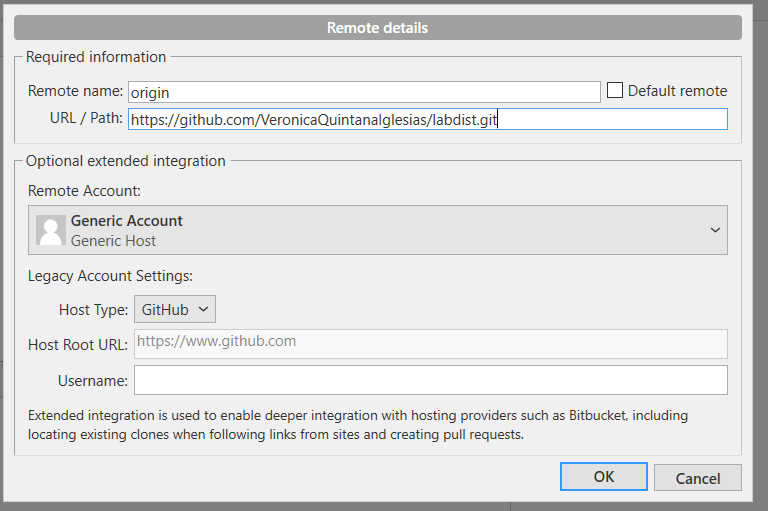 Remote details
Required information
Remote name: origin Default remote
URL / Path: https://github.com/VeronicaQuintanaIglesias/labdist.git
Optional extended integration
Remote Account:
Generic Account
Generic Host
Legacy Account Settings:
Host Type: GitHub
Host Root URL: https://www.github.com
Username:
Extended integration is used to enable deeper integration with hosting providers such as Bitbucket, including
locating existing clones when following links from sites and creating pull requests.
OK Cancel